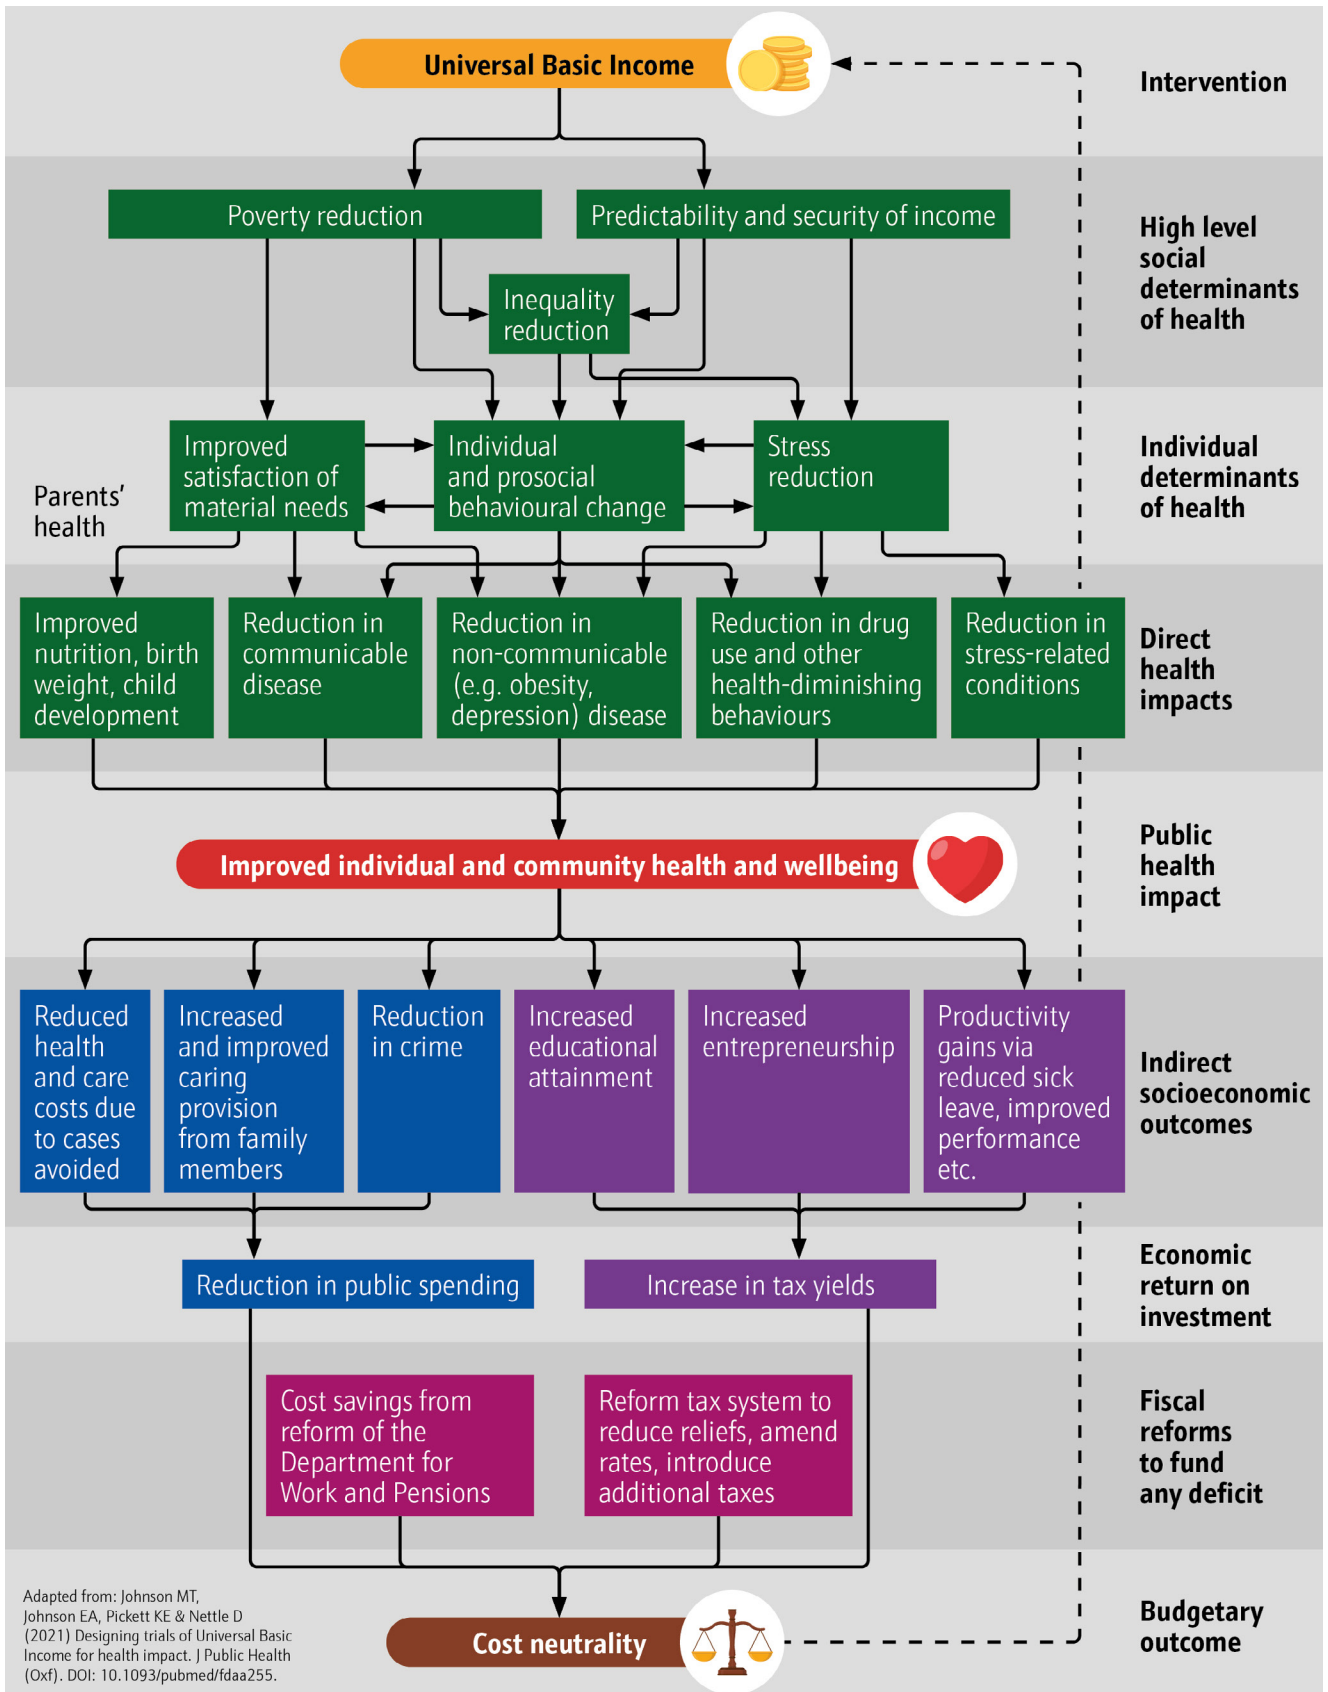 Universal Basic Income
Intervention
Poverty reduction
Predictability and security of income
Inequality
reduction
High level
social
determinants
of health
Improved
satisfaction of
material needs
Individual
and prosocial
behavioural change
Stress
reduction
Individual
determinants
of health
Parents’
health
Improved
nutrition, birth
weight, child
development
Reduction in
communicable
disease
Reduction in
non-communicable
(e.g. obesity,
depression) disease
Reduction in drug
use and other
health-diminishing
behaviours
Reduction in
stress-related
conditions
Direct
health
impacts
Improved individual and community health and wellbeing
Public
health
impact
Reduced
health
and care
costs due
to cases
avoided
Increased
and improved
caring
provision
from family
members
Reduction
in crime
Increased
educational
attainment
Increased
entrepreneurship
Productivity
gains via
reduced sick
leave, improved
performance
etc.
Indirect
socioeconomic
outcomes
Reduction in public spending
Increase in tax yields
Economic
return on
investment
Cost savings from
reform of the
Department for
Work and Pensions
Reform tax system to
reduce reliefs, amend
rates, introduce
additional taxes
Fiscal
reforms
to fund
any deficit
Adapted from: Johnson MT,
Johnson EA, Pickett KE & Nettle D
(2021) Designing trials of Universal Basic
Income for health impact. J Public Health
(Oxf). DOI: 10.1093/pubmed/fdaa255.
Cost neutrality
Budgetary
outcome